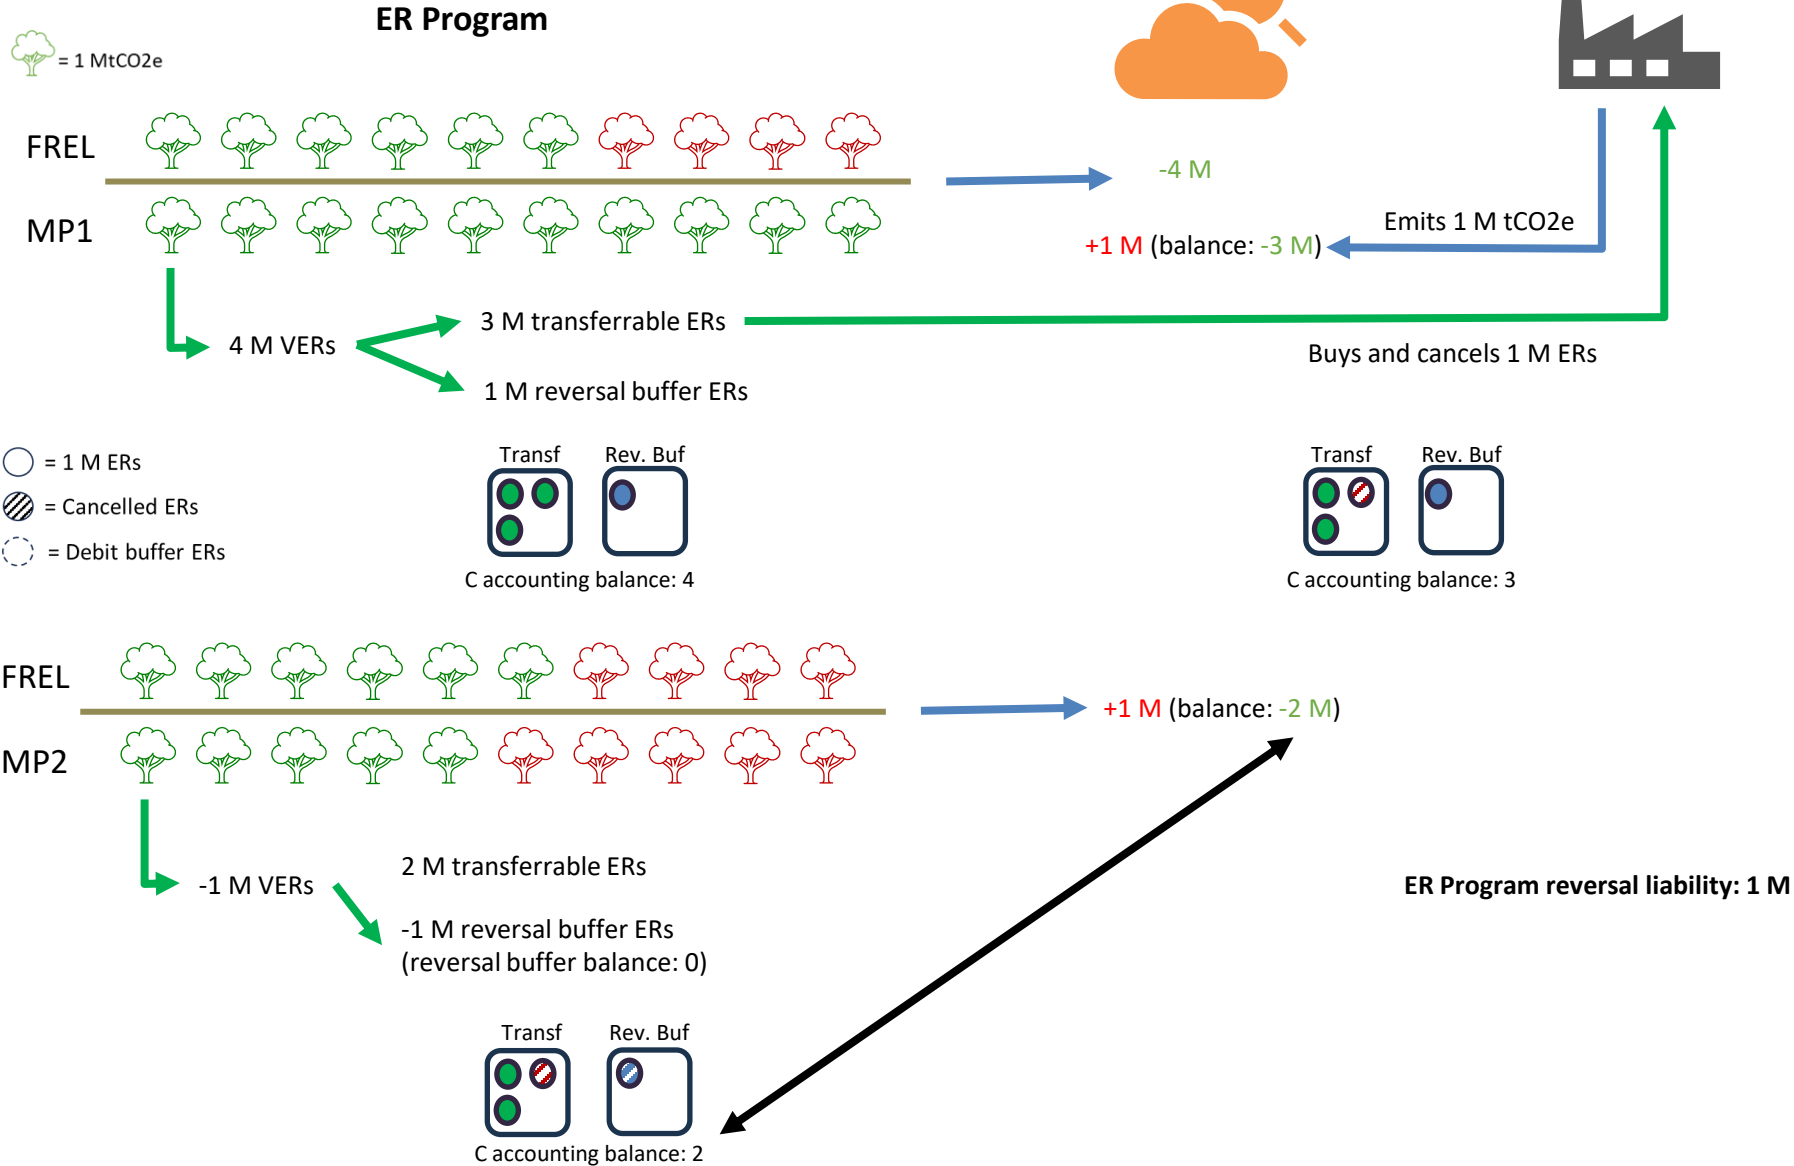 ER Program
= 1 MtCO2e
FREL
-4 M
MP1
Emits 1 M tCO2e
+1 M (balance: -3 M)
3 M transferrable ERs
4 M VERs
Buys and cancels 1 M ERs
1 M reversal buffer ERs
= 1 M ERs
= Cancelled ERs
= Debit buffer ERs
Transf Rev. Buf
C accounting balance: 4
Transf Rev. Buf
C accounting balance: 3
FREL
+1 M (balance: -2 M)
MP2
2 M transferrable ERs
-1 M VERs
ER Program reversal liability: 1 M
-1 M reversal buffer ERs
(reversal buffer balance: 0)
Transf Rev. Buf
C accounting balance: 2